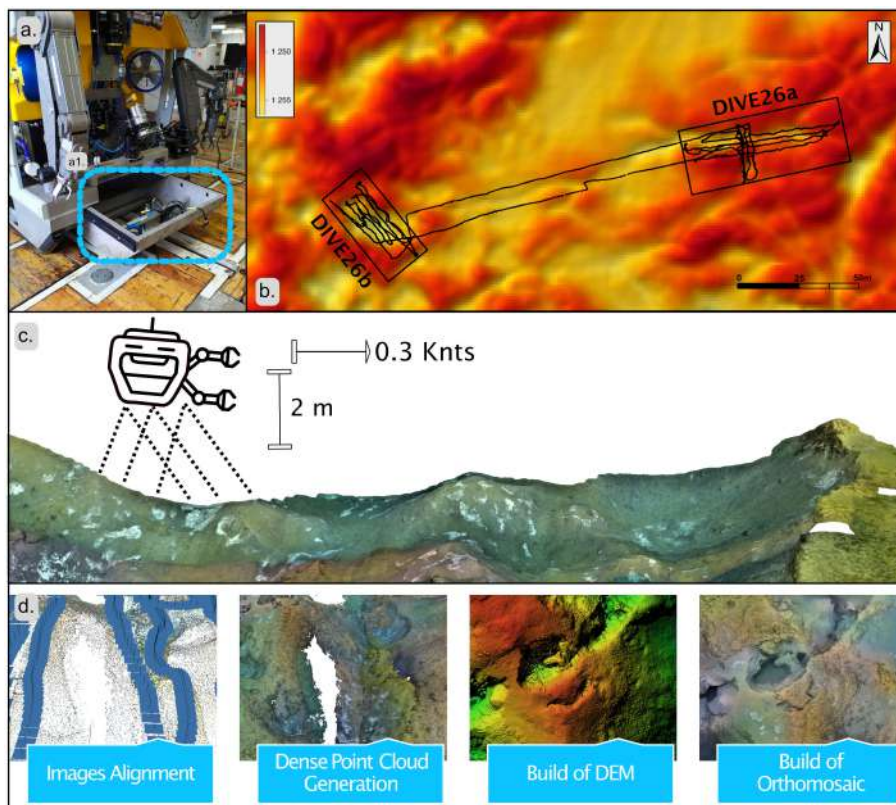 a.
a1.
1.250
1.255
N
DIVE26a
DIVE26b
0
25
50mt
b.
c.
0.3 Knts
2 m
d.
Images Alignment
Dense Point Cloud
Generation
Build of DEM
Build of
Orthomosaic